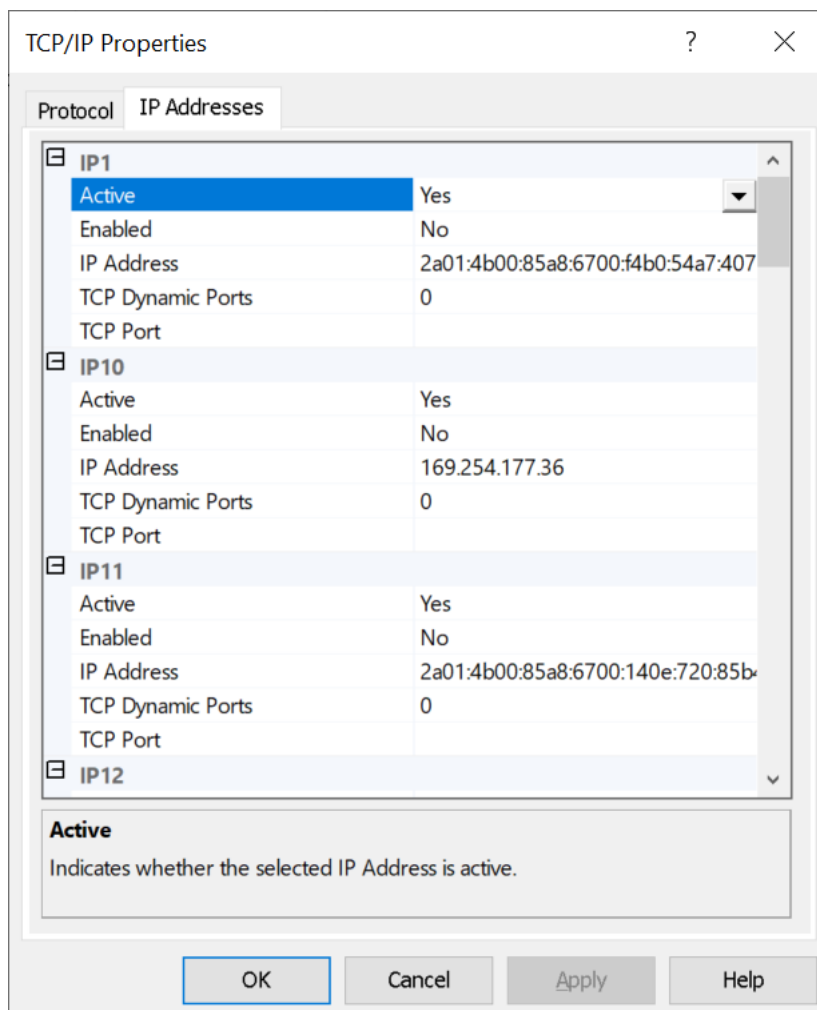 TCP/IP Properties ?
Protocol IP Addresses
IP1
Active Yes
Enabled No
IP Address 2a01:4b00:85a8:6700:f4b0:54a7:407
TCP Dynamic Ports 0
TCP Port
IP10
Active Yes
Enabled No
IP Address 169.254.177.36
TCP Dynamic Ports 0
TCP Port
IP11
Active Yes
Enabled No
IP Address 2a01:4b00:85a8:6700:140e:720:85b4
TCP Dynamic Ports 0
TCP Port
IP12
Active
Indicates whether the selected IP Address is active.
OK Cancel Apply Help